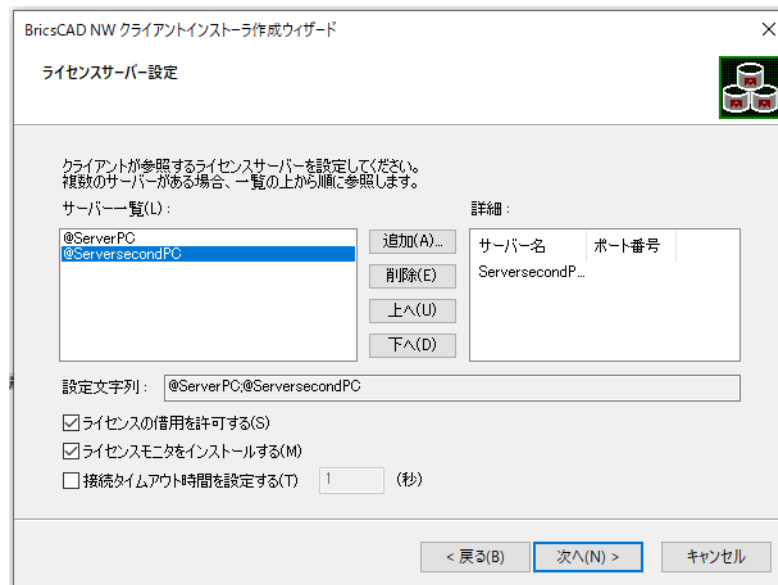 BricsCAD NW クライアントインストーラ作成ウィザード
ライセンスサーバー設定
クライアントが参照するライセンスサーバーを設定してください。
複数のサーバーがある場合、一覧の上から順に参照します。
サーバー一覧(L)：
詳細：
@ServerPC
@ServersecondPC
追加(A)...
削除(E)
上へ(U)
下へ(D)
サーバー名 ポート番号
ServersecondP...
設定文字列： @ServerPC;@ServersecondPC
ライセンスの借用を許可する(S)
ライセンスモニタをインストールする(M)
接続タイムアウト時間を設定する(T) 1 (秒)
< 戻る(B) 次へ(N) > キャンセル